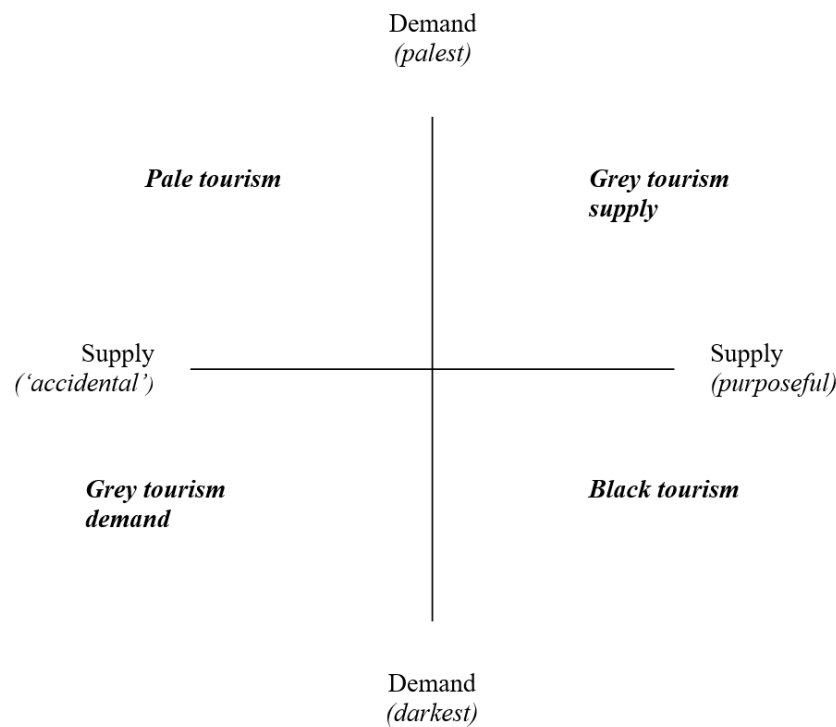 Demand
(palest)
Pale tourism
Grey tourism
supply
Supply
(‘accidental’)
Supply
(purposeful)
Grey tourism
demand
Black tourism
Demand
(darkest)